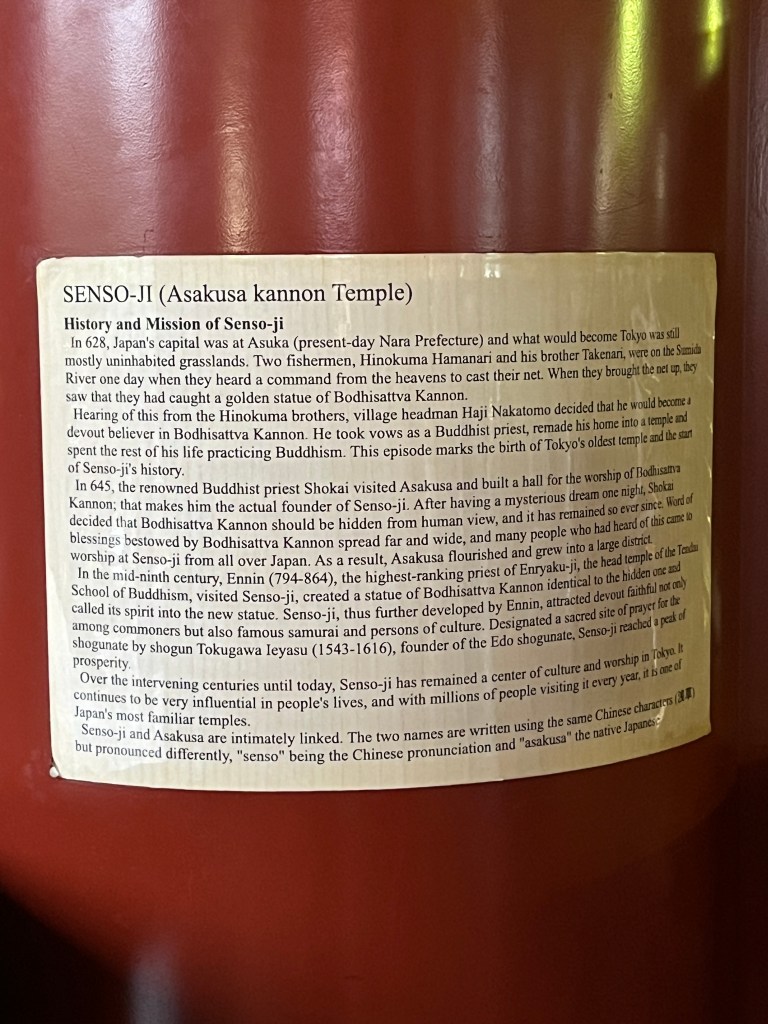 SENSO-JI (Asakusa kannon Temple)
History and Mission of Senso-ji
In 628, Japan's capital was at Asuka (present-day Nara Prefecture) and what would become Tokyo was still
mostly uninhabited grasslands. Two fishermen, Hinokuma Hamanari and his brother Takenari, were on the Sumida
River one day when they heard a command from the heavens to cast their net. When they brought the net up, they
saw that they had caught a golden statue of Bodhisattva Kannon.
Hearing of this from the Hinokuma brothers, village headman Haji Nakatomo decided that he would become a
devout believer in Bodhisattva Kannon. He took vows as a Buddhist priest, remade his home into a temple and
spent the rest of his life practicing Buddhism. This episode marks the birth of Tokyo's oldest temple and the start
of Senso-ji's history.
In 645, the renowned Buddhist priest Shokai visited Asakusa and built a hall for the worship of Bodhisattva
Kannon; that makes him the actual founder of Senso-ji. After having a mysterious dream one night, Shokai
decided that Bodhisattva Kannon should be hidden from human view, and it has remained so ever since. Word of
blessings bestowed by Bodhisattva Kannon spread far and wide, and many people who had heard of this came to
worship at Senso-ji from all over Japan. As a result, Asakusa flourished and grew into a large district.
In the mid-ninth century, Ennin (794-864), the highest-ranking priest of Enryaku-ji, the head temple of the Tendai
School of Buddhism, visited Senso-ji, created a statue of Bodhisattva Kannon identical to the hidden one and
called its spirit into the new statue. Senso-ji, thus further developed by Ennin, attracted devout faithful not only
among commoners but also famous samurai and persons of culture. Designated a sacred site of prayer for the
shogunate by shogun Tokugawa Ieyasu (1543-1616), founder of the Edo shogunate, Senso-ji reached a peak of
prosperity.
Over the intervening centuries until today, Senso-ji has remained a center of culture and worship in Tokyo. It
continues to be very influential in people's lives, and with millions of people visiting it every year, it is one of
Japan's most familiar temples.
Senso-ji and Asakusa are intimately linked. The two names are written using the same Chinese characters (浅草)
but pronounced differently, "senso" being the Chinese pronunciation and "asakusa" the native Japanese.